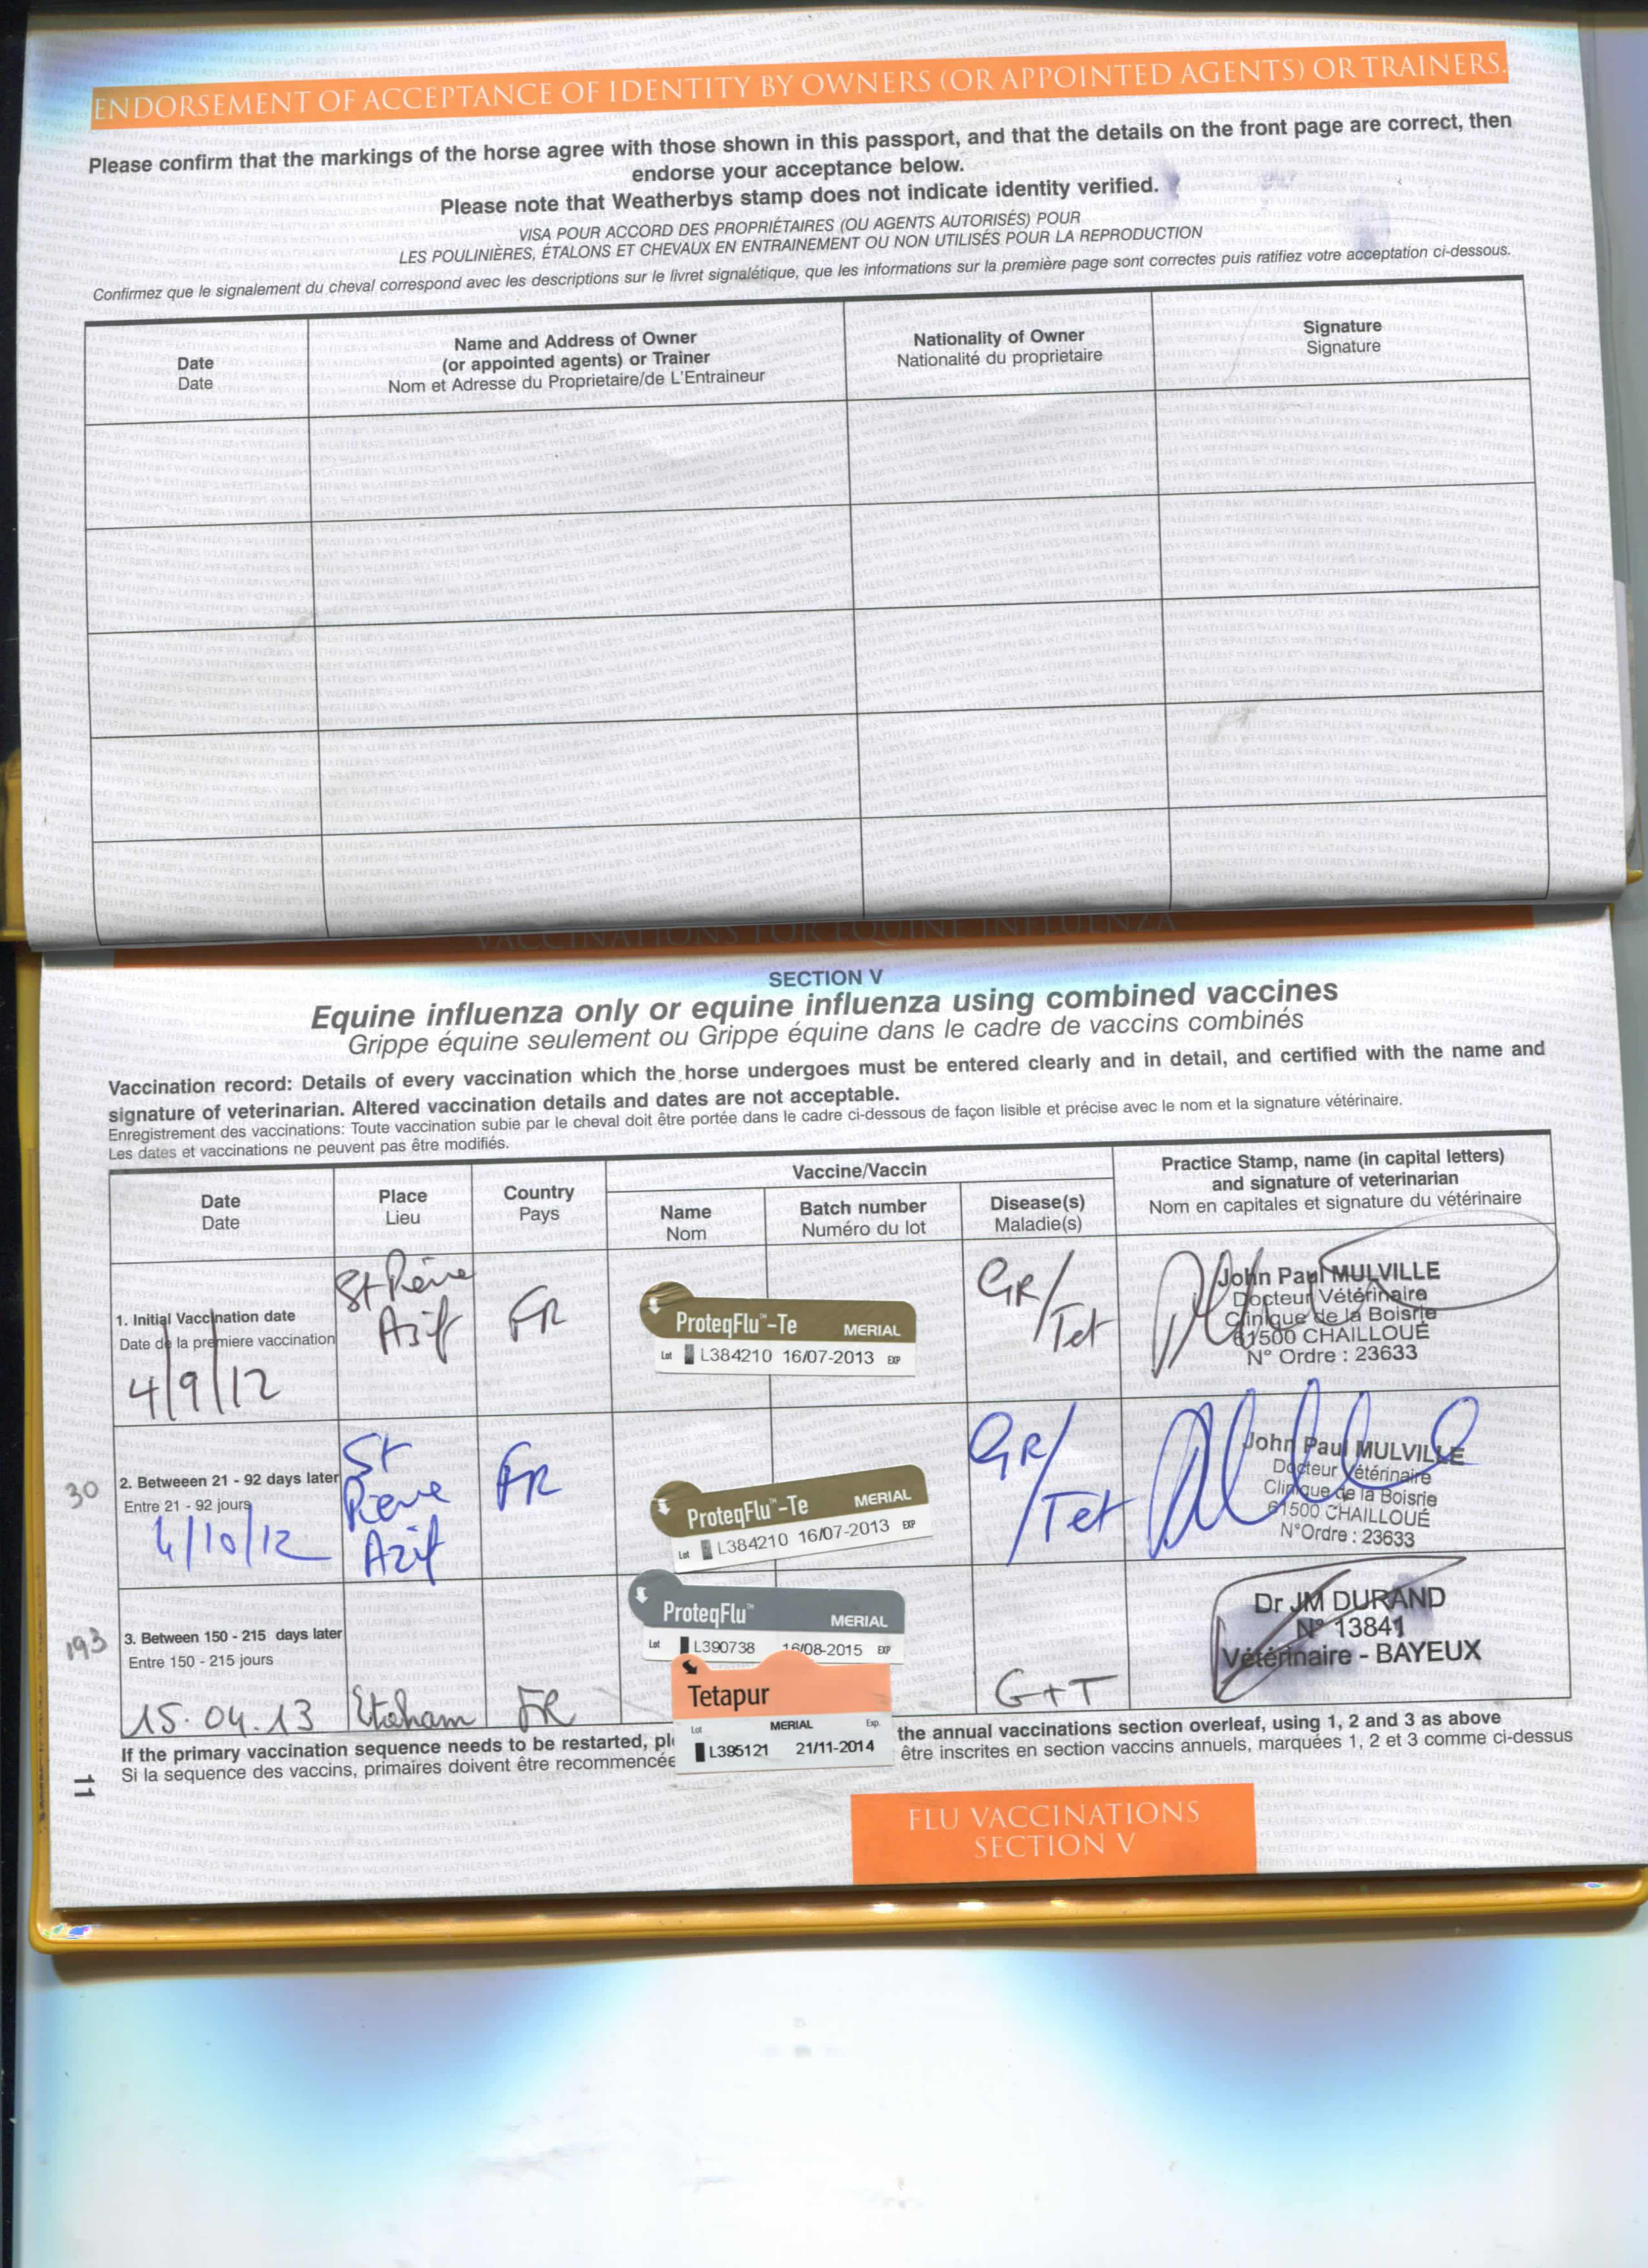 ENDORSEMENT OF ACCEPTANCE OF IDENTITY BY OWNERS (OR APPOINTED AGENTS) OR TRAINERS.
Please confirm that the markings of the horse agree with those shown in this passport, and that the details on the front page are correct, then
endorse your acceptance below.
Please note that Weatherbys stamp does not indicate identity verified.
VISA POUR ACCORD DES PROPRIÉTAIRES (OU AGENTS AUTORISÉS) POUR
LES POULINIÈRES, ÉTALONS ET CHEVAUX EN ENTRAINEMENT OU NON UTILISÉS POUR LA REPRODUCTION
Confirmez que le signalement du cheval correspond avec les descriptions sur le livret signalétique, que les informations sur la première page sont correctes puis ratifiez votre acceptation ci-dessous.
Date
Date
Name and Address of Owner
(or appointed agents) or Trainer
Nom et Adresse du Proprietaire/de L'Entraineur
Nationality of Owner
Nationalité du proprietaire
Signature
Signature
VACCINATIONS FOR EQUINE INFLUENZA
SECTION V
Equine influenza only or equine influenza using combined vaccines
Grippe équine seulement ou Grippe équine dans le cadre de vaccins combinés
Vaccination record: Details of every vaccination which the horse undergoes must be entered clearly and in detail, and certified with the name and
signature of veterinarian. Altered vaccination details and dates are not acceptable.
Enregistrement des vaccinations: Toute vaccination subie par le cheval doit être portée dans le cadre ci-dessous de façon lisible et précise avec le nom et la signature vétérinaire.
Les dates et vaccinations ne peuvent pas être modifiés.
Date
Date
Place
Lieu
Country
Pays
Vaccine/Vaccin
Name
Nom
Batch number
Numéro du lot
Disease(s)
Maladie(s)
Practice Stamp, name (in capital letters)
and signature of veterinarian
Nom en capitales et signature du vétérinaire
1. Initial Vaccination date
Date de la premiere vaccination
4/9/12
St Pierre
Azif
FR
ProteqFlu™-Te MERIAL
Lot L384210 16/07-2013 EXP
GR/
Tet
John Paul MULVILLE
Docteur Vétérinaire
Clinique de la Boisrie
61500 CHAILLOUÉ
N° Ordre : 23633
30
2. Betweeen 21 - 92 days later
Entre 21 - 92 jours
4/10/12
St
Pierre
Azif
FR
ProteqFlu™-Te MERIAL
Lot L384210 16/07-2013 EXP
GR/
Tet
John Paul MULVILLE
Docteur Vétérinaire
Clinique de la Boisrie
61500 CHAILLOUÉ
N°Ordre : 23633
193
3. Between 150 - 215 days later
Entre 150 - 215 jours
15.04.13
Etreham
FR
ProteqFlu™ MERIAL
Lot L390738 16/08-2015 EXP
Tetapur
Lot MERIAL Exp.
L395121 21/11-2014
G+T
Dr JM DURAND
N° 13841
Vétérinaire - BAYEUX
If the primary vaccination sequence needs to be restarted, the annual vaccinations section overleaf, using 1, 2 and 3 as above
Si la sequence des vaccins, primaires doivent être recommencée être inscrites en section vaccins annuels, marquées 1, 2 et 3 comme ci-dessus
11
FLU VACCINATIONS
SECTION V